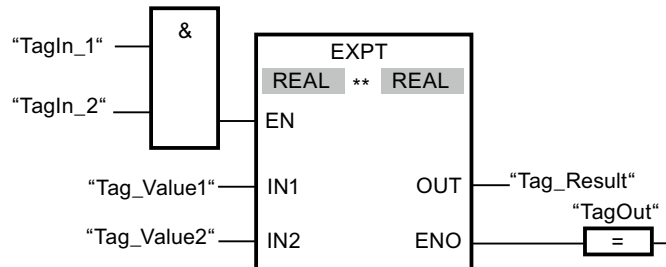 &
“TagIn_1“
“TagIn_2“
EXPT
REAL ** REAL
EN
“Tag_Value1“ IN1 OUT “Tag_Result“
“TagOut“
“Tag_Value2“ IN2 ENO =